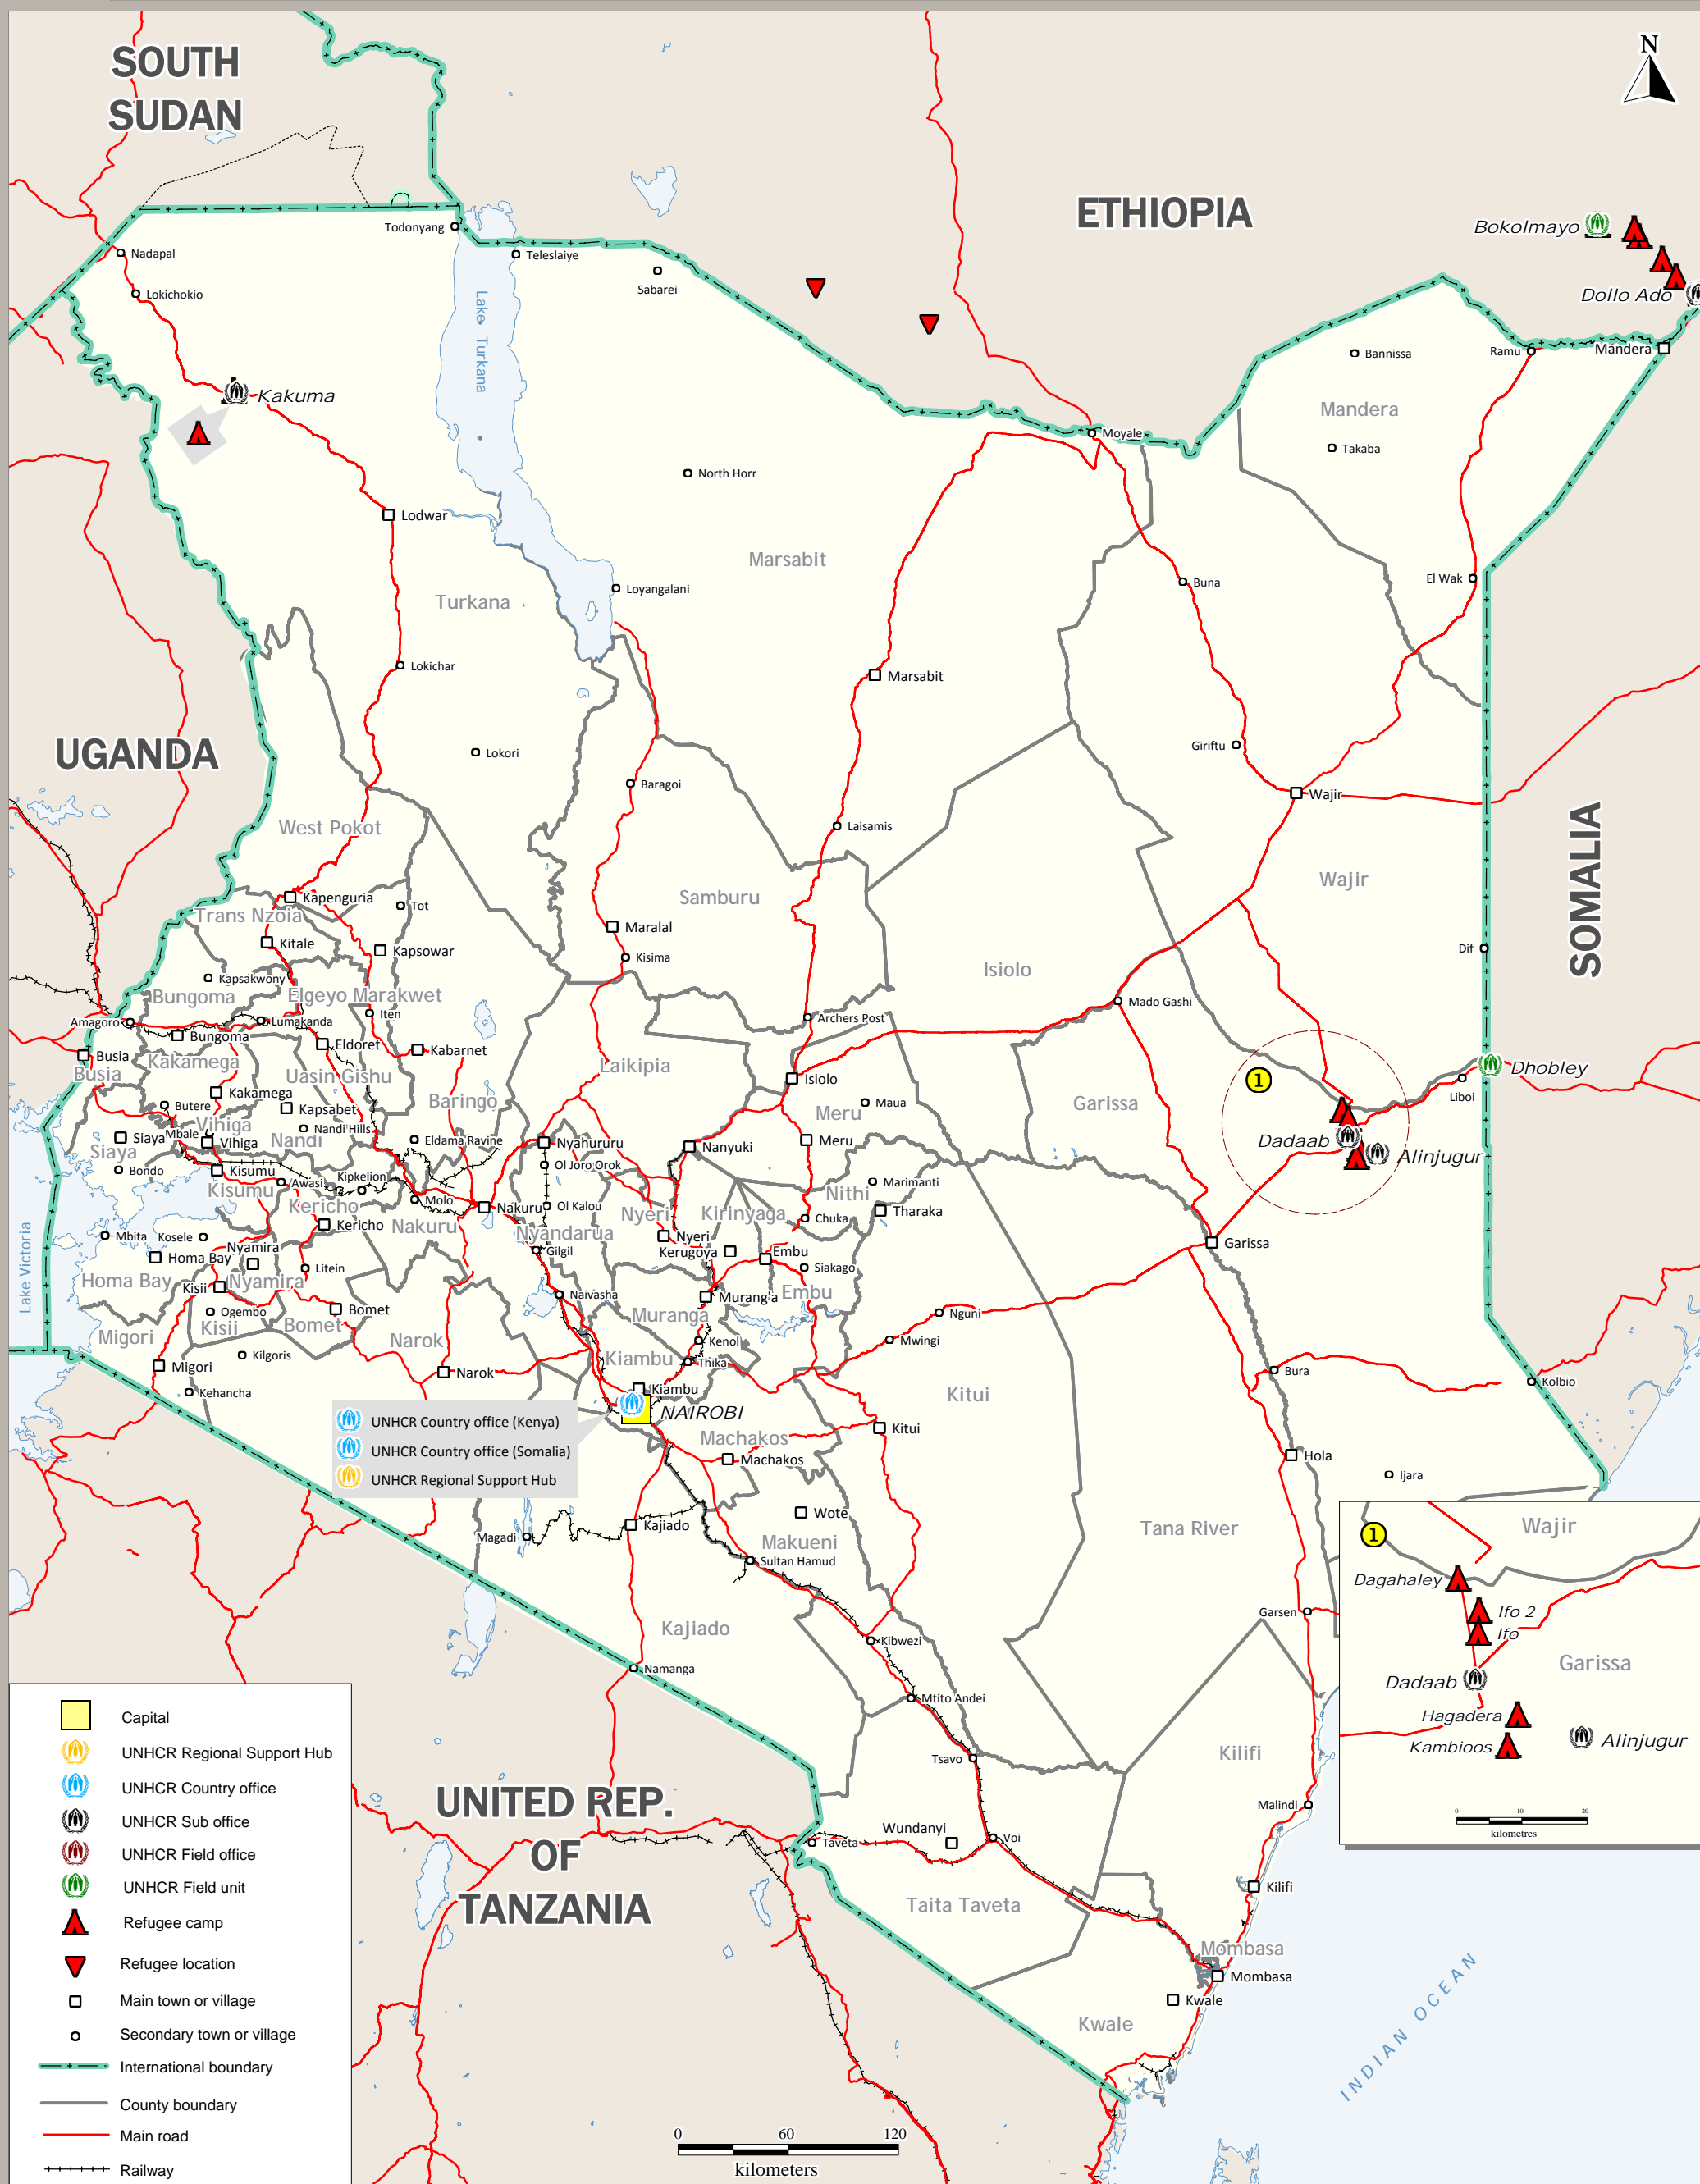 SOUTH
SUDAN
N
ETHIOPIA
Bokolmayo
Todonyang
Nadapal
Teleslaiye
Lokichokio
Sabarei
Dollo Ado
Lake Turkana
Bannissa
Ramu
Mandera
Kakuma
Mandera
Moyale
Takaba
North Horr
Lodwar
Marsabit
Buna
El Wak
Loyangalani
Turkana
Lokichar
Marsabit
Giriftu
UGANDA
Lokori
Baragoi
Wajir
Laisamis
West Pokot
SOMALIA
Wajir
Kapenguria
Samburu
Tot
Trans Nzoia
Maralal
Kitale
Kapsowar
Dif
Kisima
Isiolo
Kapsakwony
Elgeyo Marakwet
Bungoma
Mado Gashi
Iten
Archers Post
Amagoro
Lumakanda
Bungoma
Eldoret
Kabarnet
Busia
Kakamega
Laikipia
Dhobley
Busia
Uasin Gishu
Isiolo
1
Kakamega
Liboi
Baringo
Maua
Garissa
Butere
Kapsabet
Meru
Vihiga
Nandi Hills
Siaya
Mbale
Vihiga
Nandi
Eldama Ravine
Nyahururu
Nanyuki
Meru
Dadaab
Siaya
Alinjugur
Ol Joro Orok
Bondo
Kisumu
Kipkelion
Awasi
Marimanti
Kisumu
Nithi
Molo
Kericho
Nakuru
Ol Kalou
Tharaka
Nyeri
Kirinyaga
Chuka
Kericho
Nakuru
Nyandarua
Mbita
Kosele
Nyeri
Garissa
Nyamira
Gilgil
Kerugoya
Embu
Homa Bay
Litein
Siakago
Lake Victoria
Homa Bay
Nyamira
Kisii
Naivasha
Murang'a
Embu
Ogembo
Bomet
Muranga
Nguni
Kisii
Bomet
Migori
Narok
Kenol
Mwingi
Kilgoris
Kiambu
Thika
Migori
Narok
Bura
Kolbio
Kehancha
Kiambu
Kitui
NAIROBI
UNHCR Country office (Kenya)
Kitui
Machakos
UNHCR Country office (Somalia)
Machakos
Hola
UNHCR Regional Support Hub
Ijara
Wote
Kajiado
Magadi
Makueni
Tana River
Wajir
1
Sultan Hamud
Dagahaley
Ifo 2
Garsen
Kajiado
Ifo
Kibwezi
Garissa
Namanga
Dadaab
Mtito Andei
Hagadera
Kambioos
Alinjugur
Tsavo
Kilifi
0 10 20
kilometres
Malindi
UNITED REP.
OF
TANZANIA
Wundanyi
Taveta
Voi
Kilifi
Taita Taveta
Mombasa
Mombasa
Kwale
Kwale
INDIAN OCEAN
Capital
UNHCR Regional Support Hub
UNHCR Country office
UNHCR Sub office
UNHCR Field office
UNHCR Field unit
Refugee camp
Refugee location
Main town or village
Secondary town or village
International boundary
County boundary
Main road
Railway
0 60 120
kilometers